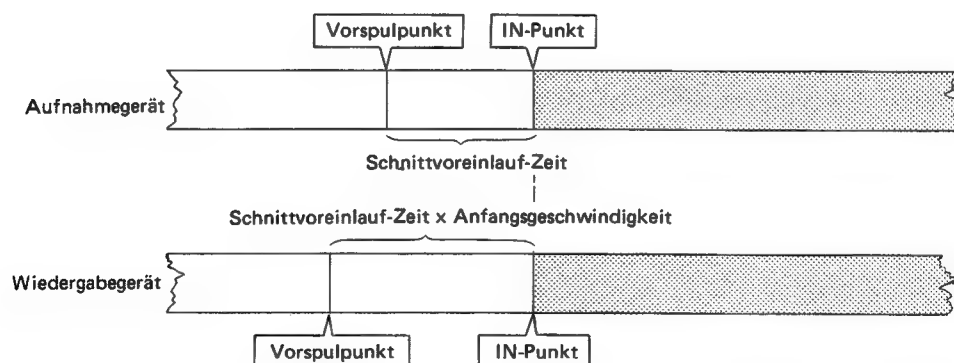 Vorspulpunkt IN-Punkt
Aufnahmegerät
Schnittvoreinlauf-Zeit
Schnittvoreinlauf-Zeit x Anfangsgeschwindigkeit
Wiedergabegerät
Vorspulpunkt IN-Punkt